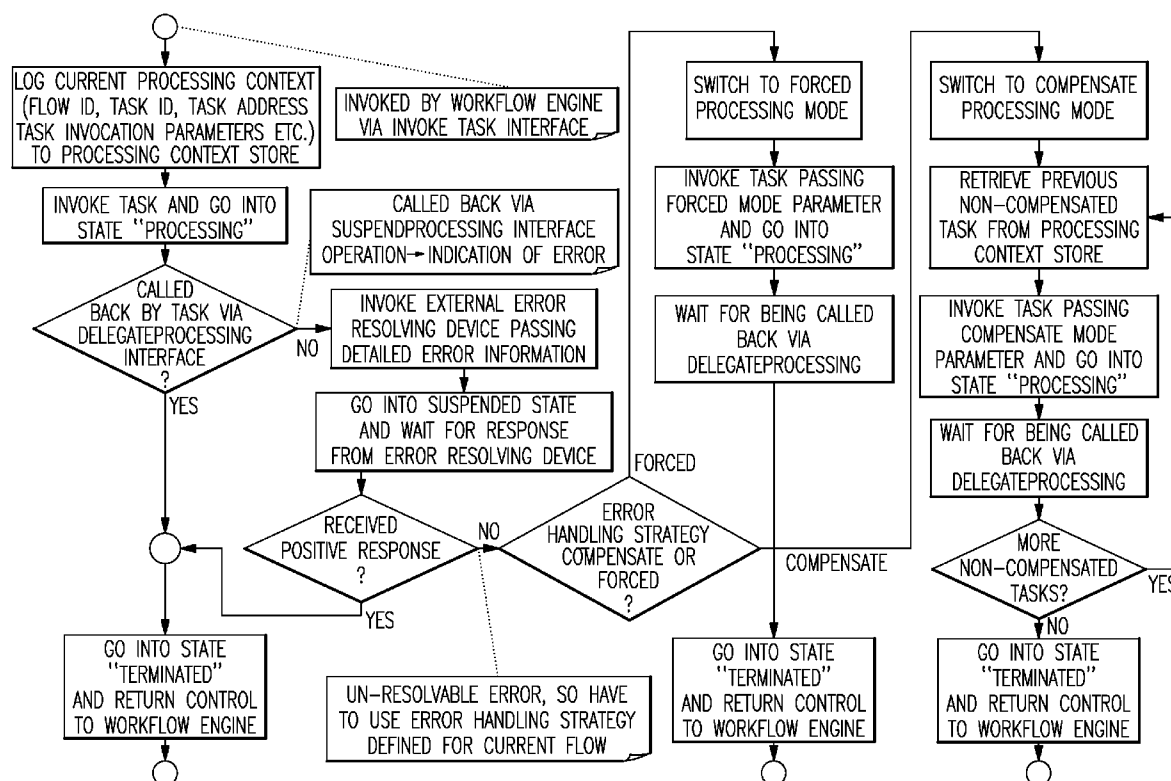 LOG CURRENT PROCESSING CONTEXT
(FLOW ID, TASK ID, TASK ADDRESS
TASK INVOCATION PARAMETERS ETC.)
TO PROCESSING CONTEXT STORE
INVOKED BY WORKFLOW ENGINE
VIA INVOKE TASK INTERFACE
INVOKE TASK AND GO INTO
STATE "PROCESSING"
CALLED BACK VIA
SUSPENDPROCESSING INTERFACE
OPERATION→INDICATION OF ERROR
CALLED
BACK BY TASK VIA
DELEGATEPROCESSING
INTERFACE
?
NO
YES
INVOKE EXTERNAL ERROR
RESOLVING DEVICE PASSING
DETAILED ERROR INFORMATION
GO INTO SUSPENDED STATE
AND WAIT FOR RESPONSE
FROM ERROR RESOLVING DEVICE
RECEIVED
POSITIVE RESPONSE
?
NO
YES
GO INTO STATE
"TERMINATED"
AND RETURN CONTROL
TO WORKFLOW ENGINE
UN-RESOLVABLE ERROR, SO HAVE
TO USE ERROR HANDLING STRATEGY
DEFINED FOR CURRENT FLOW
ERROR
HANDLING STRATEGY
COMPENSATE OR
FORCED
?
FORCED
COMPENSATE
SWITCH TO FORCED
PROCESSING MODE
INVOKE TASK PASSING
FORCED MODE PARAMETER
AND GO INTO
STATE "PROCESSING"
WAIT FOR BEING CALLED
BACK VIA
DELEGATEPROCESSING
GO INTO STATE
"TERMINATED"
AND RETURN CONTROL
TO WORKFLOW ENGINE
SWITCH TO COMPENSATE
PROCESSING MODE
RETRIEVE PREVIOUS
NON-COMPENSATED
TASK FROM PROCESSING
CONTEXT STORE
INVOKE TASK PASSING
COMPENSATE MODE
PARAMETER AND GO INTO
STATE "PROCESSING"
WAIT FOR BEING CALLED
BACK VIA
DELEGATEPROCESSING
MORE
NON-COMPENSATED
TASKS?
YES
NO
GO INTO STATE
"TERMINATED"
AND RETURN CONTROL
TO WORKFLOW ENGINE